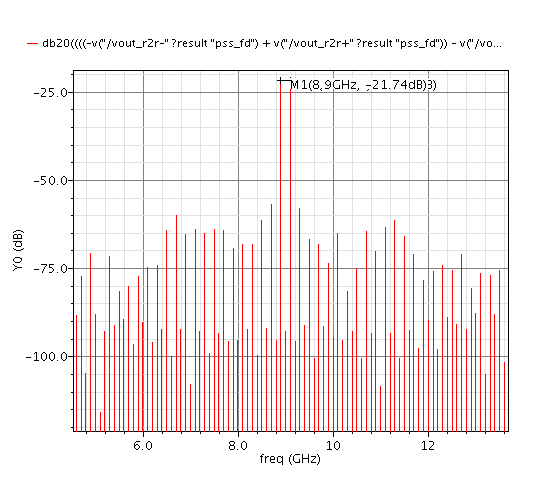 — db20((((-v("/vout_r2r-" ?result "pss_fd") + v("/vout_r2r+" ?result "pss_fd")) - v("/vo...
M1(8.9GHz, -21.74dB)
-25.0
-50.0
-75.0
-100.0
Y0 (dB)
6.0 8.0 10 12
freq (GHz)